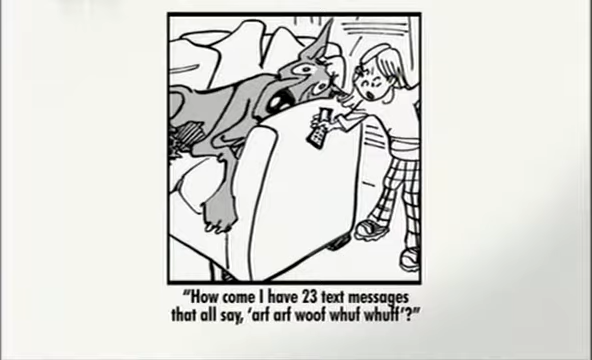 “How come I have 23 text messages
that all say, ‘arf arf woof whuf whuff’?”